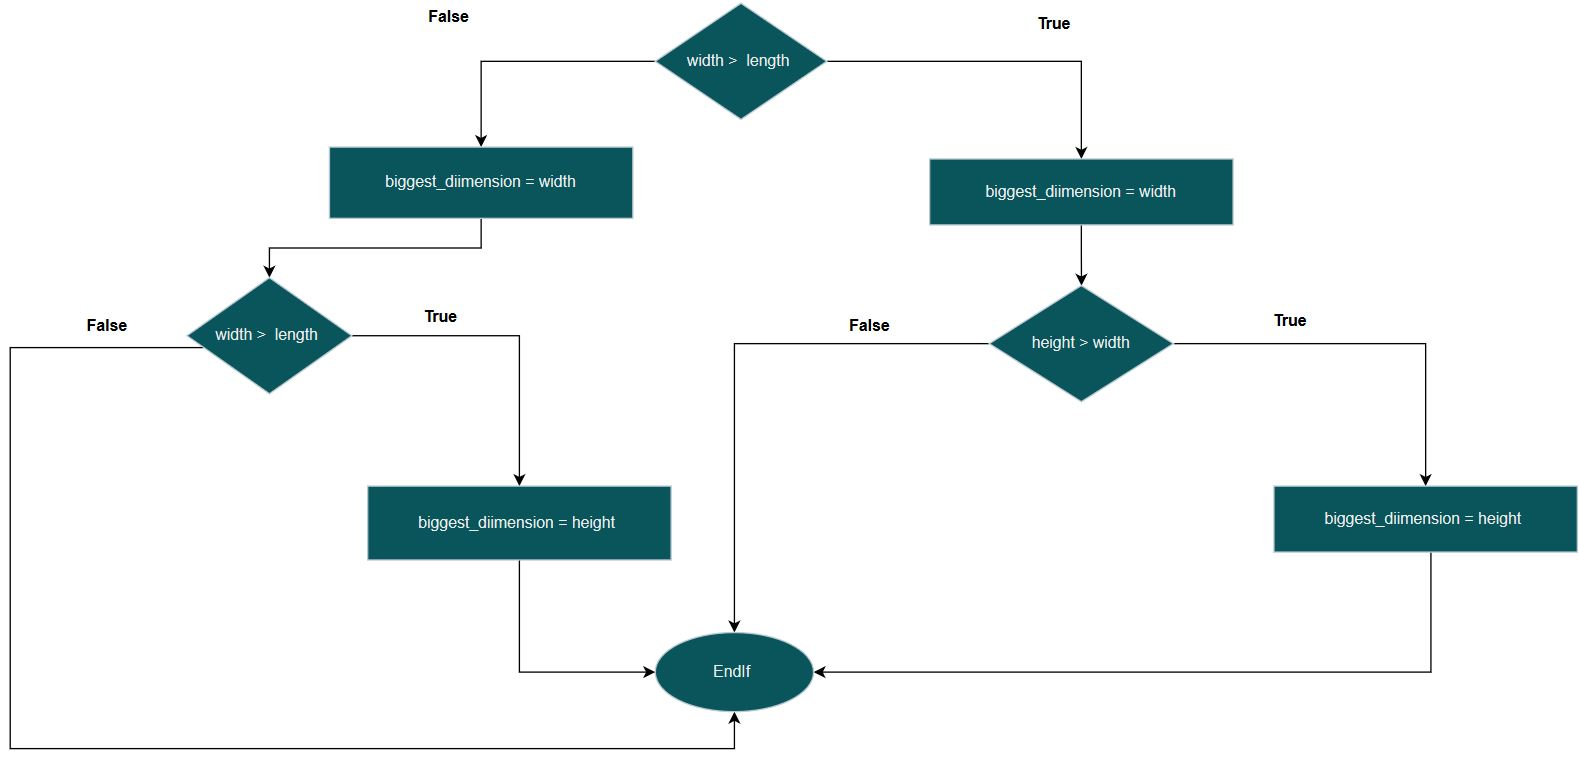 False
True
width >  length
biggest_diimension = width
biggest_diimension = width
False
width >  length
True
False
height > width
True
biggest_diimension = height
biggest_diimension = height
EndIf